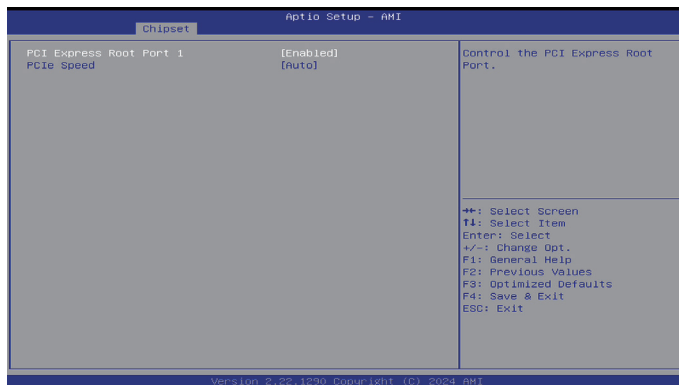 Aptio Setup – AMI
Chipset
PCI Express Root Port 1 [Enabled]
PCIe Speed [Auto]
Control the PCI Express Root
Port.
→←: Select Screen
↑↓: Select Item
Enter: Select
+/-: Change Opt.
F1: General Help
F2: Previous Values
F3: Optimized Defaults
F4: Save & Exit
ESC: Exit
Version 2.22.1290 Copyright (C) 2024 AMI